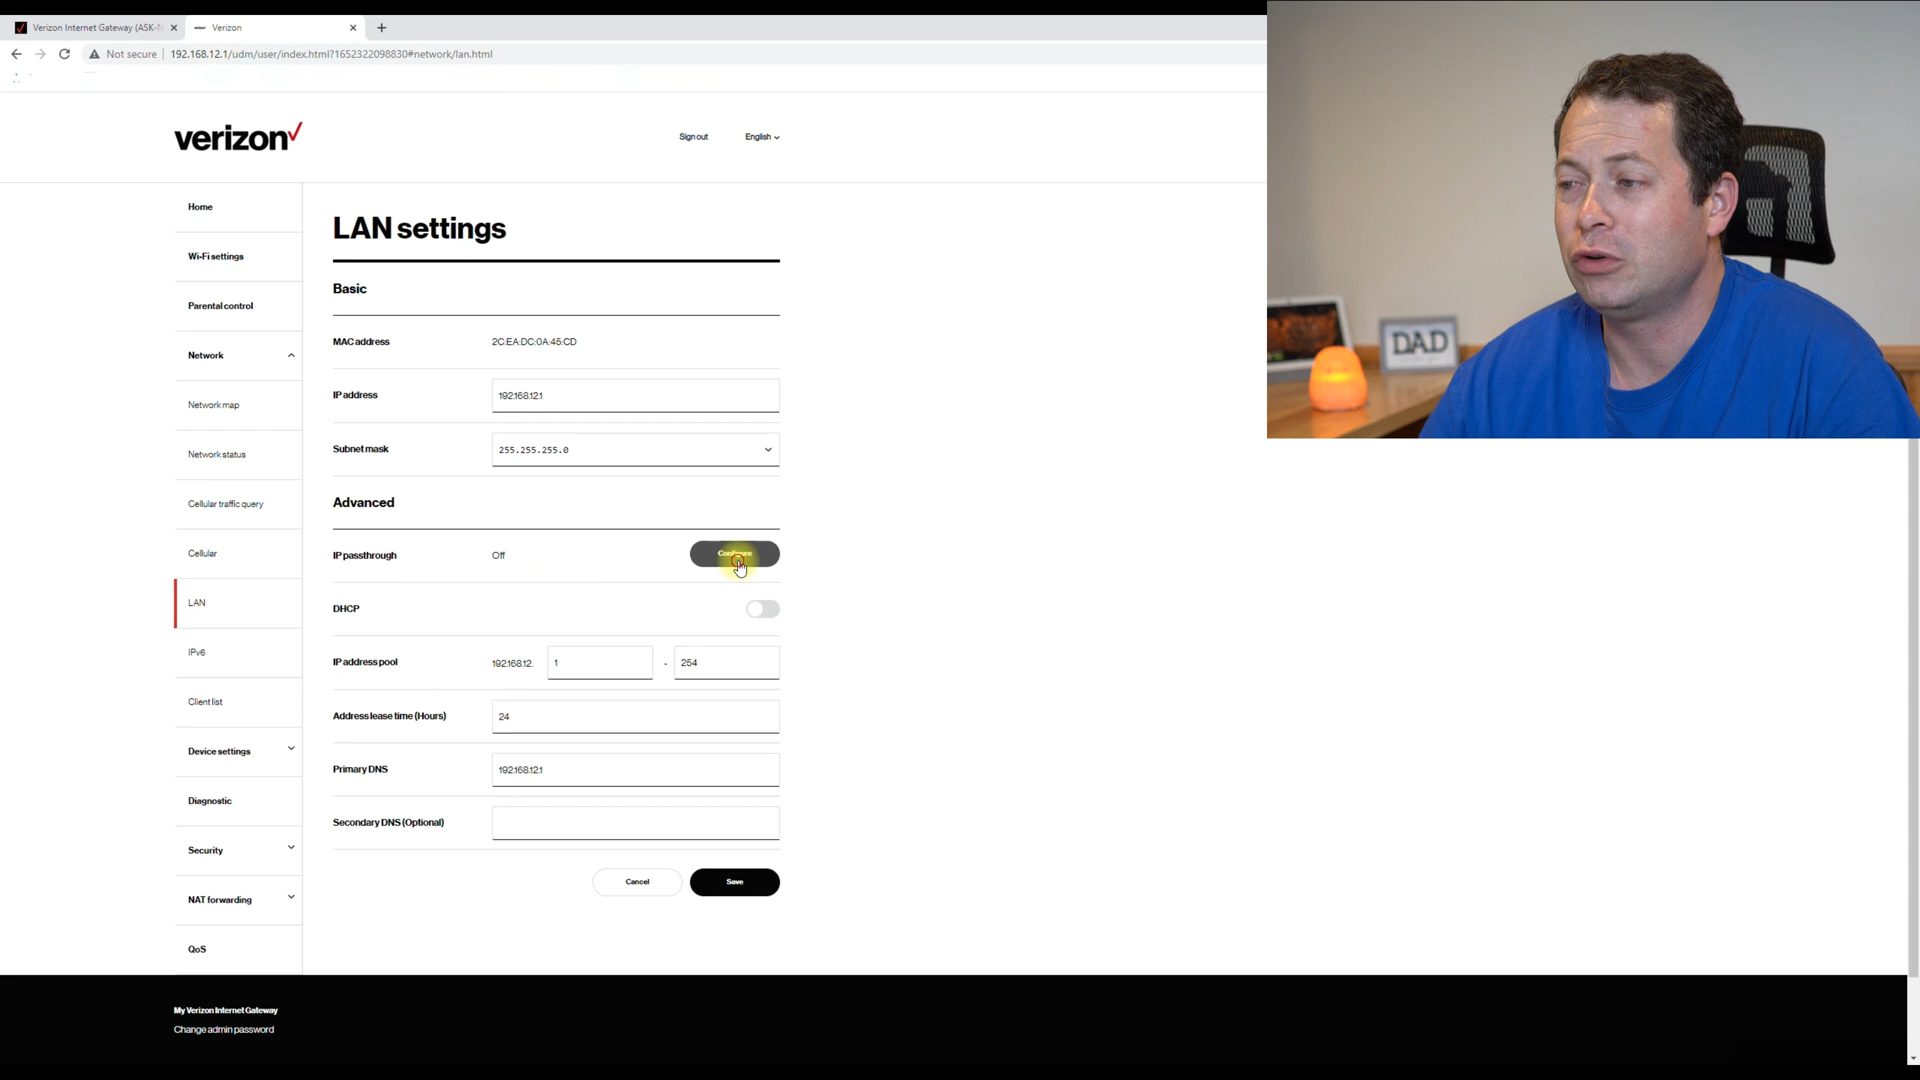 Verizon Internet Gateway (ASK-N
Verizon
Not secure
192.168.12.1/udm/user/index.html?1652322098830#network/lan.html
verizon
Sign out
English
Home
Wi-Fi settings
Parental control
Network
Network map
Network status
Cellular traffic query
Cellular
LAN
IPv6
Client list
Device settings
Diagnostic
Security
NAT forwarding
QoS
LAN settings
Basic
MAC address 2C:EA:DC:0A:45:CD
IP address 192.168.12.1
Subnet mask 255.255.255.0
Advanced
IP passthrough Off Configure
DHCP
IP address pool 192.168.12. 1 - 254
Address lease time (Hours) 24
Primary DNS 192.168.12.1
Secondary DNS (Optional)
Cancel Save
My Verizon Internet Gateway
Change admin password
DAD